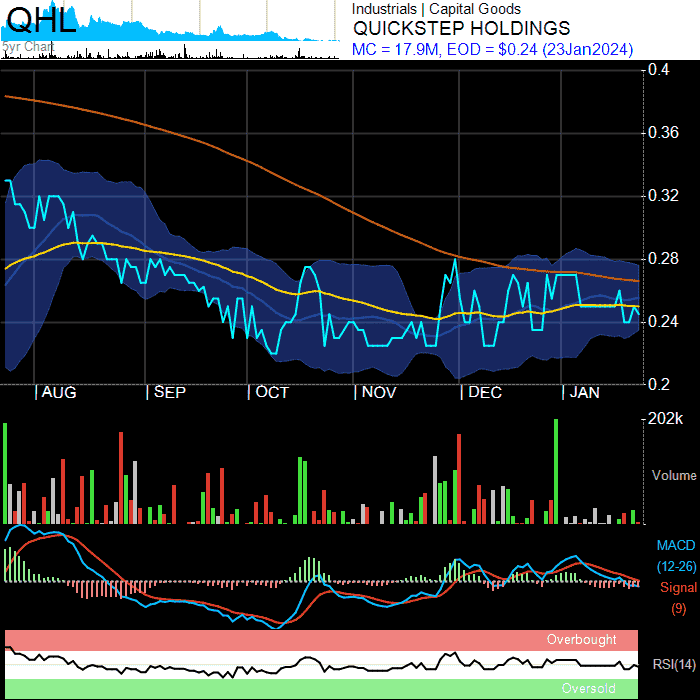 QHL
5yr Chart
Industrials | Capital Goods
QUICKSTEP HOLDINGS
MC = 17.9M, EOD = $0.24 (23Jan2024)
0.4
0.36
0.32
0.28
0.24
0.2
| AUG | SEP | OCT | NOV | DEC | JAN
202k
Volume
MACD
(12-26)
Signal
(9)
Overbought
RSI(14)
Oversold